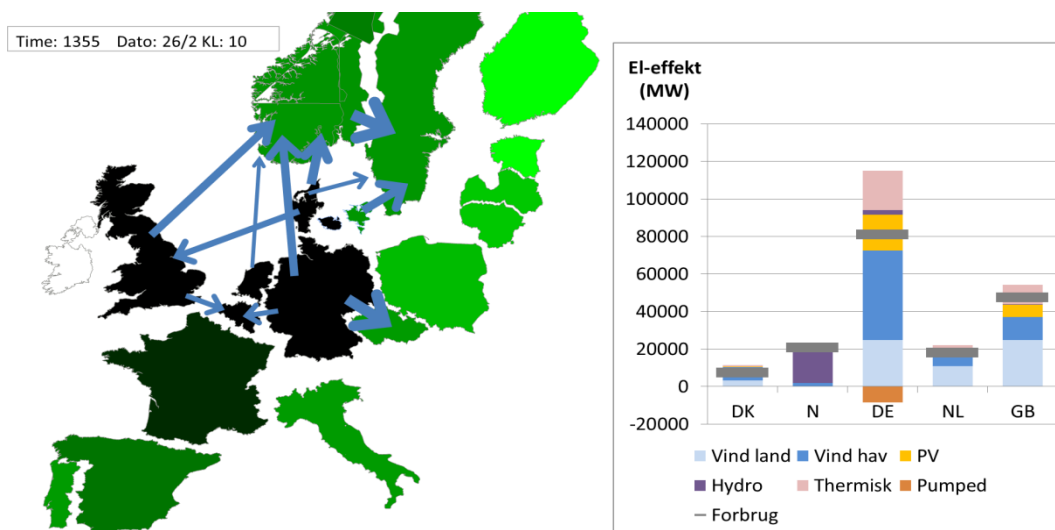 Time: 1355 Dato: 26/2 KL: 10
El-effekt
(MW)
140000
120000
100000
80000
60000
40000
20000
0
-20000
DK N DE NL GB
Vind land Vind hav PV
Hydro Thermisk Pumped
Forbrug